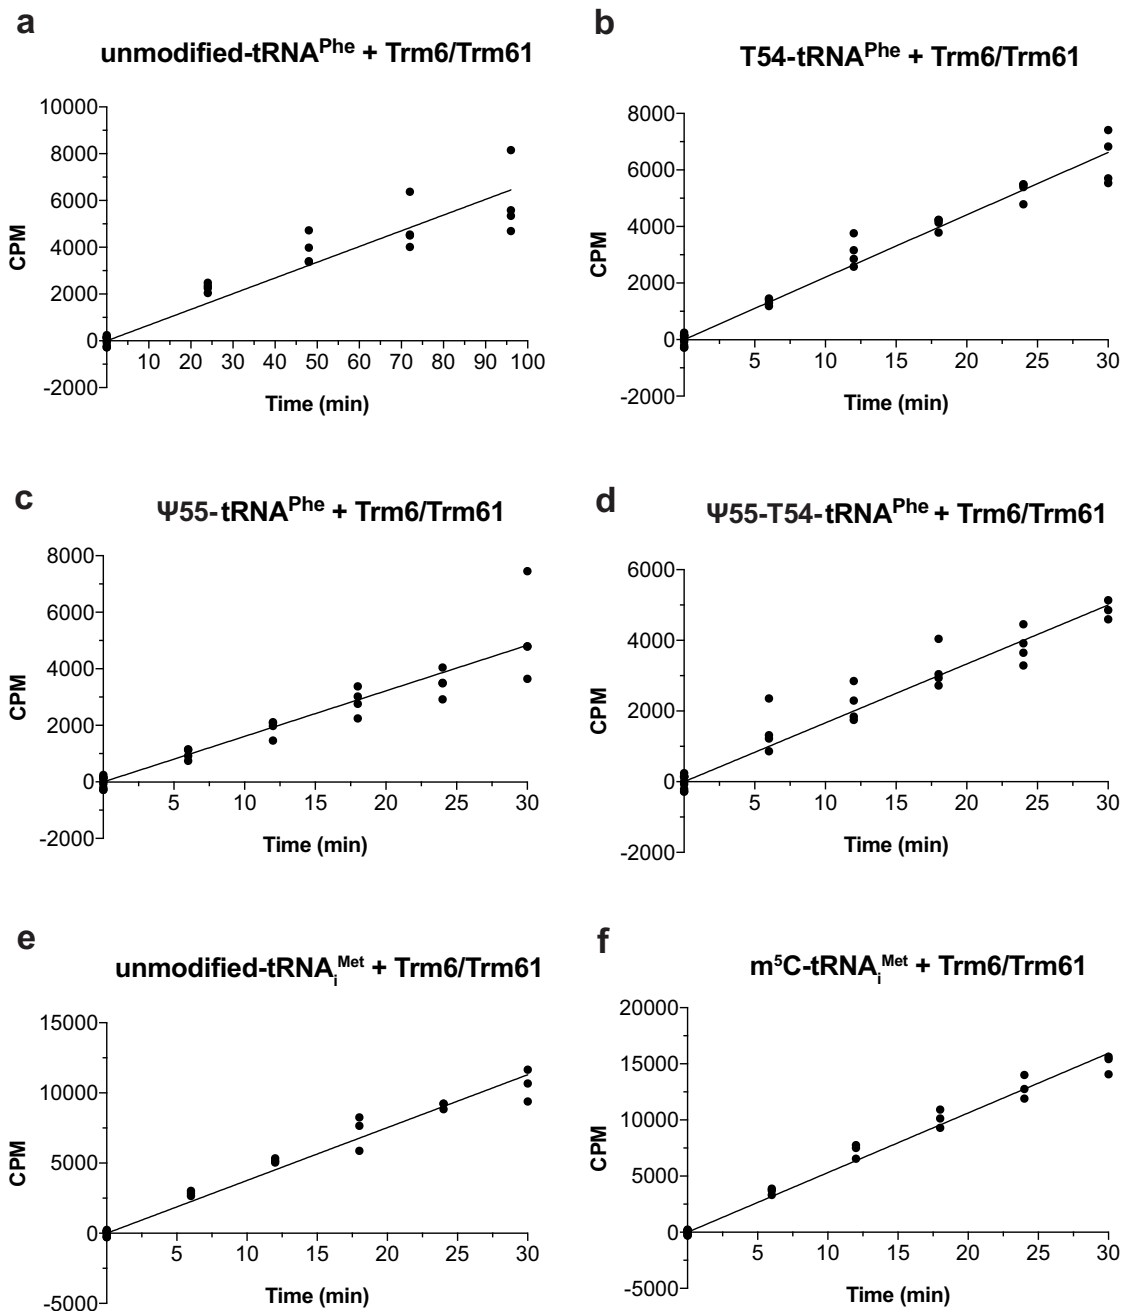 a
unmodified-tRNAPhe + Trm6/Trm61
10000
8000
6000
4000
2000
0
-2000
CPM
10 20 30 40 50 60 70 80 90 100
Time (min)
b
T54-tRNAPhe + Trm6/Trm61
8000
6000
4000
2000
0
-2000
CPM
5 10 15 20 25 30
Time (min)
c
Ψ55-tRNAPhe + Trm6/Trm61
8000
6000
4000
2000
0
-2000
CPM
5 10 15 20 25 30
Time (min)
d
Ψ55-T54-tRNAPhe + Trm6/Trm61
6000
4000
2000
0
-2000
CPM
5 10 15 20 25 30
Time (min)
e
unmodified-tRNAiMet + Trm6/Trm61
15000
10000
5000
0
-5000
CPM
5 10 15 20 25 30
Time (min)
f
m5C-tRNAiMet + Trm6/Trm61
20000
15000
10000
5000
0
-5000
CPM
5 10 15 20 25 30
Time (min)